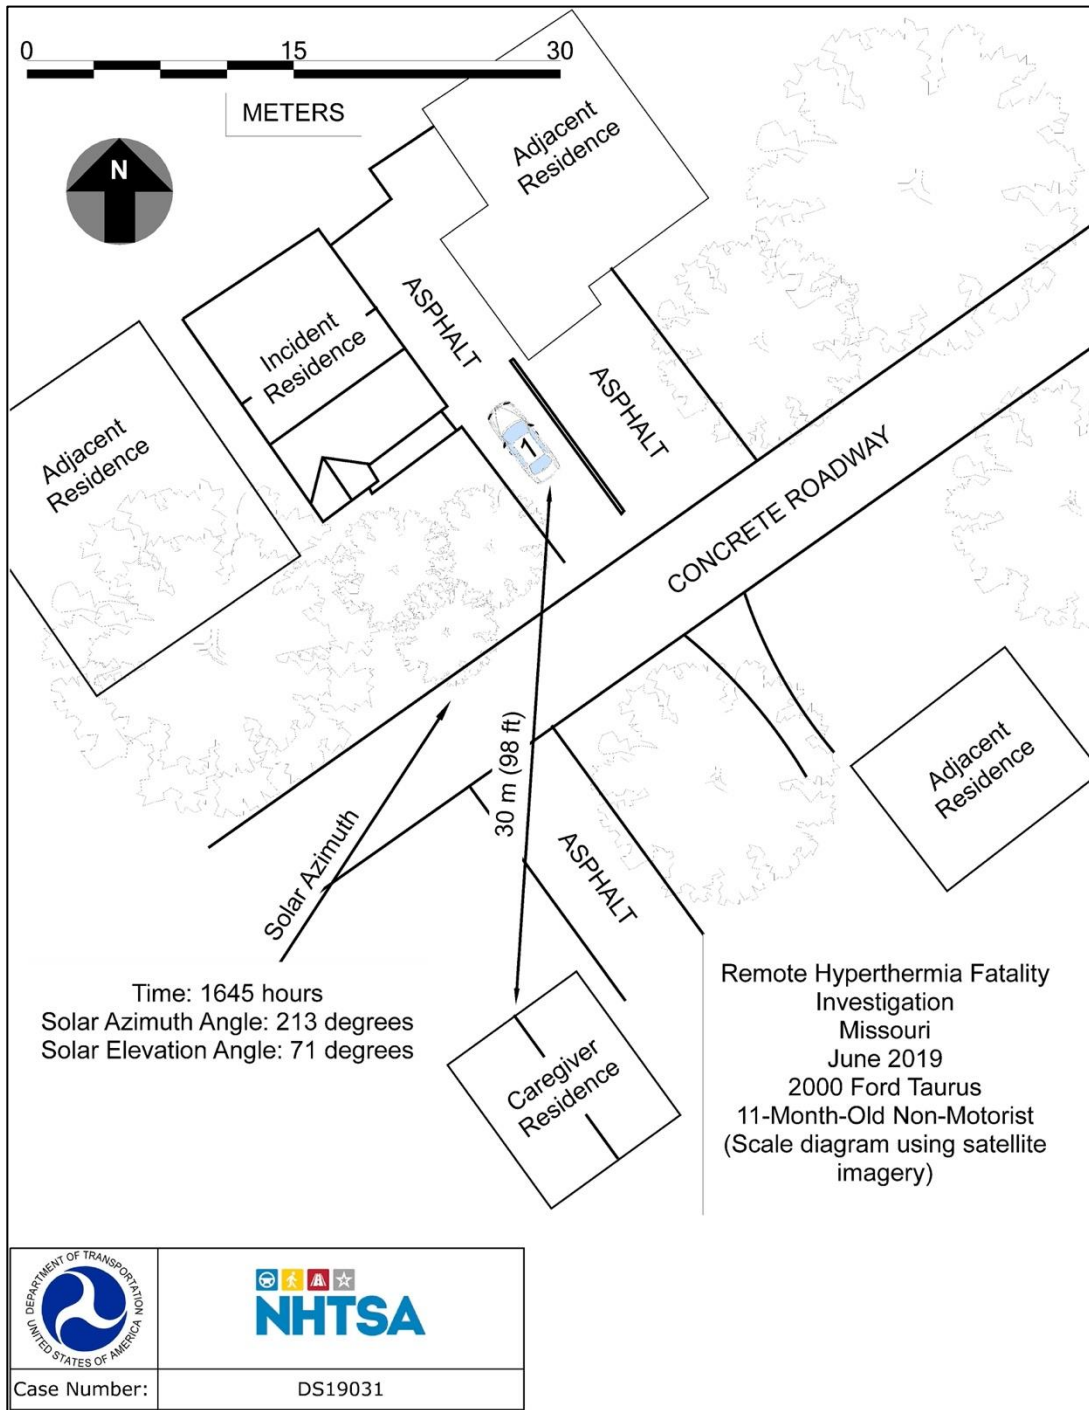 0 15 30
METERS
N
Adjacent
Residence
ASPHALT
Incident
Residence
ASPHALT
Adjacent
Residence
1
CONCRETE ROADWAY
30 m (98 ft)
Solar Azimuth
Adjacent
Residence
ASPHALT
Time: 1645 hours
Solar Azimuth Angle: 213 degrees
Solar Elevation Angle: 71 degrees
Caregiver
Residence
Remote Hyperthermia Fatality
Investigation
Missouri
June 2019
2000 Ford Taurus
11-Month-Old Non-Motorist
(Scale diagram using satellite
imagery)
DEPARTMENT OF TRANSPORTATION
UNITED STATES OF AMERICA
NHTSA
Case Number: DS19031